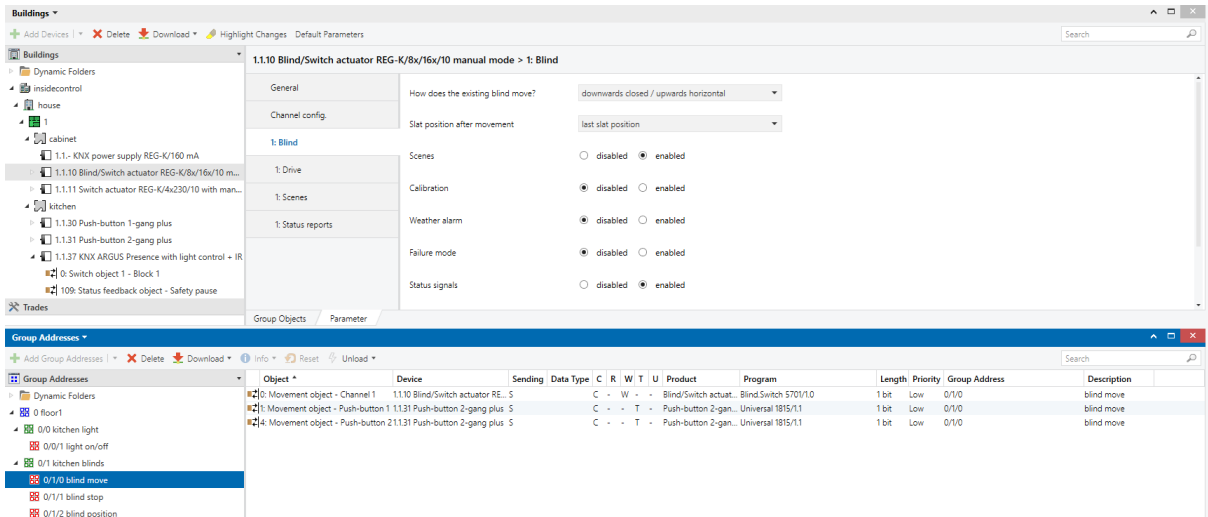 Buildings
Add Devices Delete Download Highlight Changes Default Parameters Search
Buildings
Dynamic Folders
insidecontrol
house
1
cabinet
1.1.- KNX power supply REG-K/160 mA
1.1.10 Blind/Switch actuator REG-K/8x/16x/10 m...
1.1.11 Switch actuator REG-K/4x230/10 with man...
kitchen
1.1.30 Push-button 1-gang plus
1.1.31 Push-button 2-gang plus
1.1.37 KNX ARGUS Presence with light control + IR
0: Switch object 1 - Block 1
109: Status feedback object - Safety pause
Trades
1.1.10 Blind/Switch actuator REG-K/8x/16x/10 manual mode > 1: Blind
General
Channel config.
1: Blind
1: Drive
1: Scenes
1: Status reports
How does the existing blind move? downwards closed / upwards horizontal
Slat position after movement last slat position
Scenes disabled enabled
Calibration disabled enabled
Weather alarm disabled enabled
Failure mode disabled enabled
Status signals disabled enabled
Group Objects Parameter
Group Addresses
Add Group Addresses Delete Download Info Reset Unload Search
Group Addresses
Dynamic Folders
0 floor1
0/0 kitchen light
0/0/1 light on/off
0/1 kitchen blinds
0/1/0 blind move
0/1/1 blind stop
0/1/2 blind position
Object Device Sending Data Type C R W T U Product Program Length Priority Group Address Description
0: Movement object - Channel 1 1.1.10 Blind/Switch actuator RE... S C - W - - Blind/Switch actuat... Blind.Switch 5701/1.0 1 bit Low 0/1/0 blind move
1: Movement object - Push-button 1 1.1.31 Push-button 2-gang plus S C - - T - Push-button 2-gan... Universal 1815/1.1 1 bit Low 0/1/0 blind move
4: Movement object - Push-button 2 1.1.31 Push-button 2-gang plus S C - - T - Push-button 2-gan... Universal 1815/1.1 1 bit Low 0/1/0 blind move